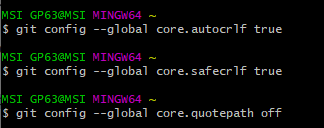 MSI GP63@MSI MINGW64 ~
$ git config --global core.autocrlf true
MSI GP63@MSI MINGW64 ~
$ git config --global core.safecrlf true
MSI GP63@MSI MINGW64 ~
$ git config --global core.quotepath off